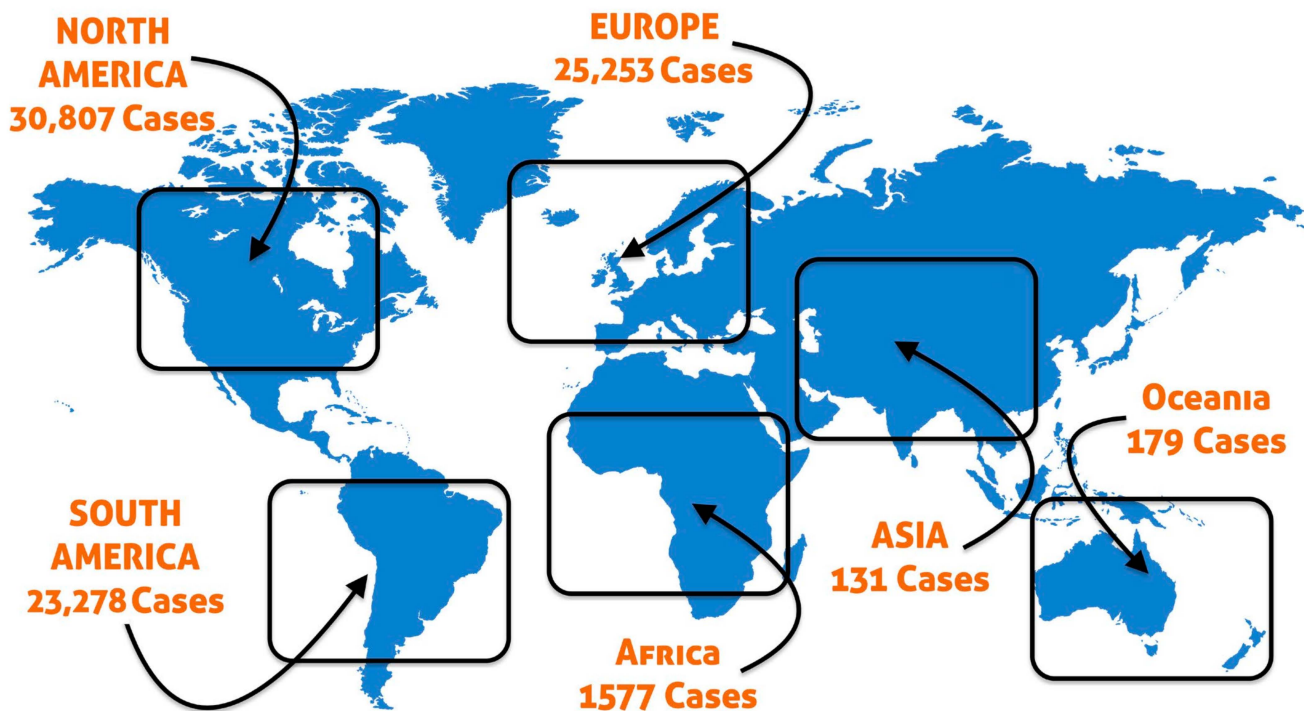 NORTH
AMERICA
30,807 Cases
EUROPE
25,253 Cases
Oceania
179 Cases
SOUTH
AMERICA
23,278 Cases
ASIA
131 Cases
Africa
1577 Cases